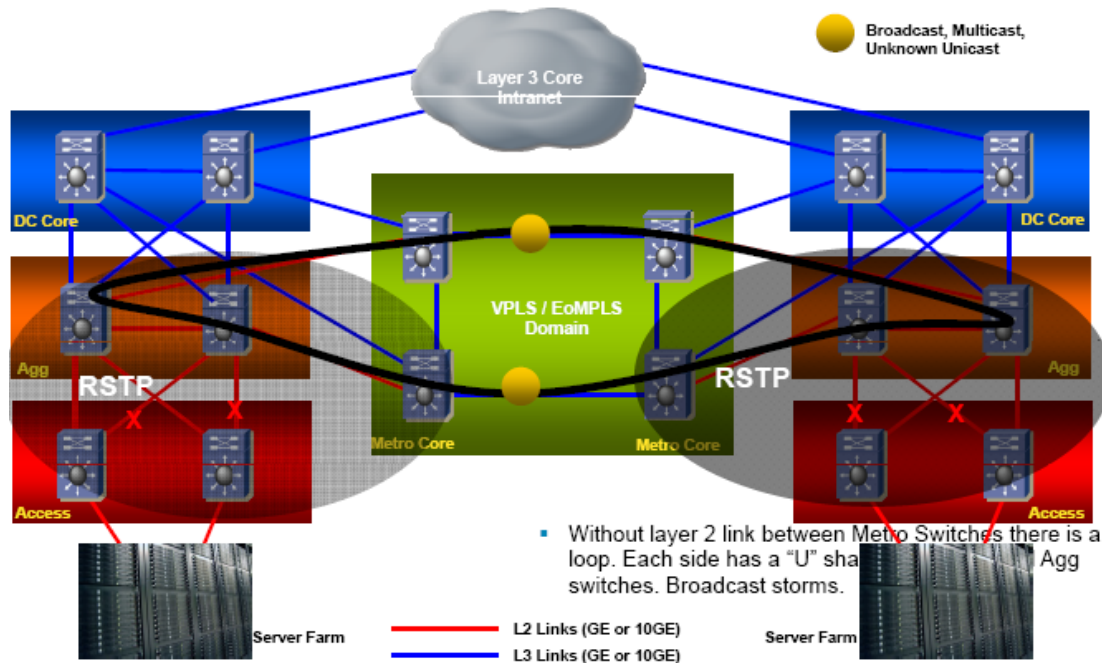 Broadcast, Multicast,
Unknown Unicast
Layer 3 Core
Intranet
DC Core
DC Core
VPLS / EoMPLS
Domain
Agg
Agg
RSTP
RSTP
X
X
X
X
Metro Core
Metro Core
Access
Access
▪ Without layer 2 link between Metro Switches there is a
loop. Each side has a “U” sha Agg
switches. Broadcast storms.
Server Farm
Server Farm
L2 Links (GE or 10GE)
L3 Links (GE or 10GE)